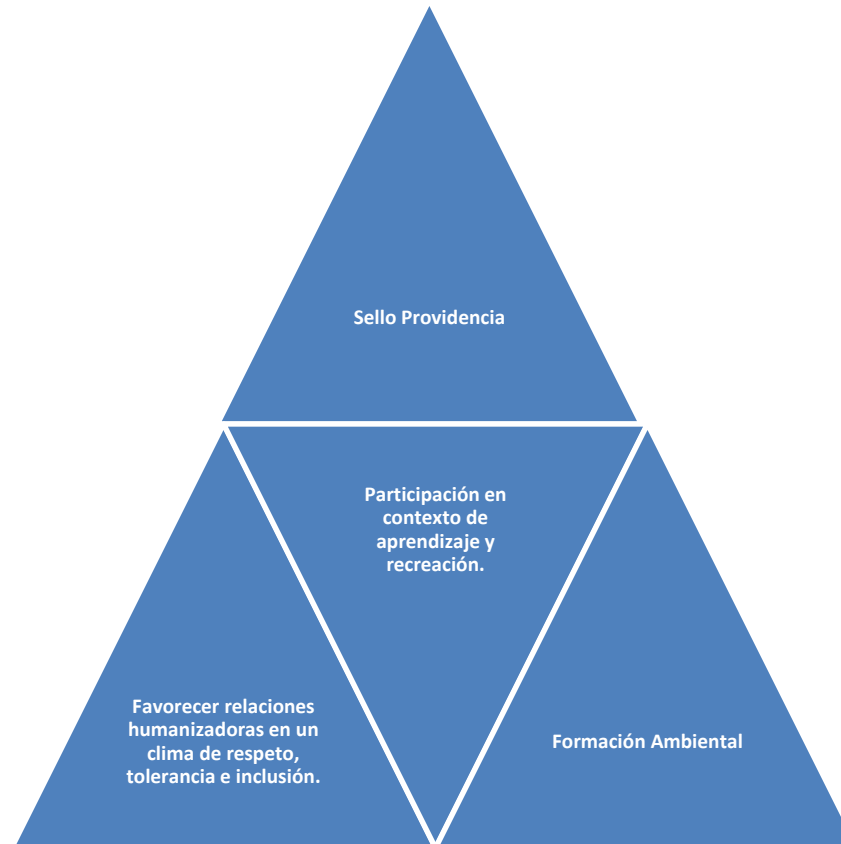 Sello Providencia
Participación en
contexto de
aprendizaje y
recreación.
Favorecer relaciones
humanizadoras en un
clima de respeto,
tolerancia e inclusión.
Formación Ambiental